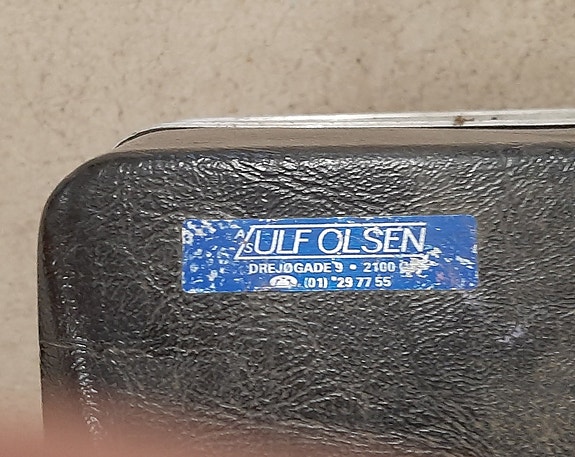 A/S ULF OLSEN
DREJØGADE 9 • 2100
(01) *29 77 55